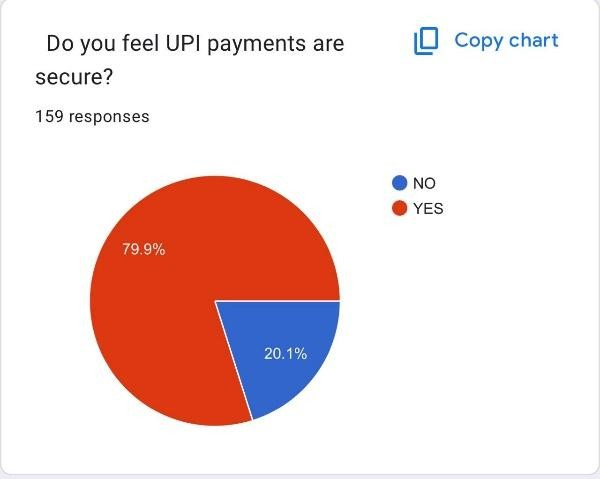 Do you feel UPI payments are
secure?
Copy chart
159 responses
NO
YES
79.9%
20.1%